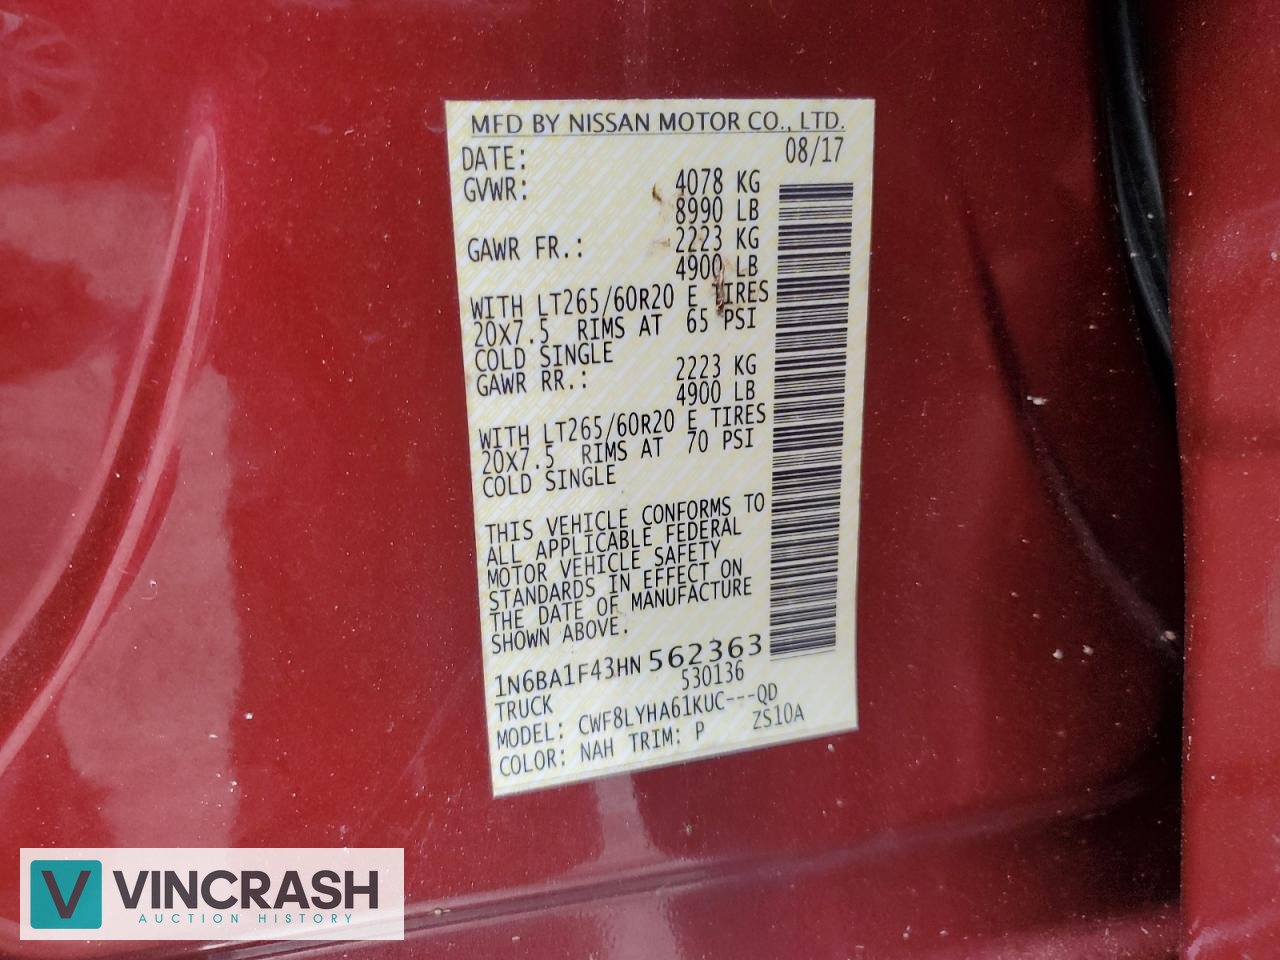 MFD BY NISSAN MOTOR CO., LTD.
DATE: 08/17
GVWR: 4078 KG
8990 LB
GAWR FR.: 2223 KG
4900 LB
WITH LT265/60R20 E TIRES
20X7.5 RIMS AT 65 PSI
COLD SINGLE
GAWR RR.: 2223 KG
4900 LB
WITH LT265/60R20 E TIRES
20X7.5 RIMS AT 70 PSI
COLD SINGLE
THIS VEHICLE CONFORMS TO
ALL APPLICABLE FEDERAL
MOTOR VEHICLE SAFETY
STANDARDS IN EFFECT ON
THE DATE OF MANUFACTURE
SHOWN ABOVE.
1N6BA1F43HN562363
530136
TRUCK
MODEL: CWF8LYHA61KUC---QD
COLOR: NAH TRIM: P ZS10A
V VINCRASH
AUCTION HISTORY